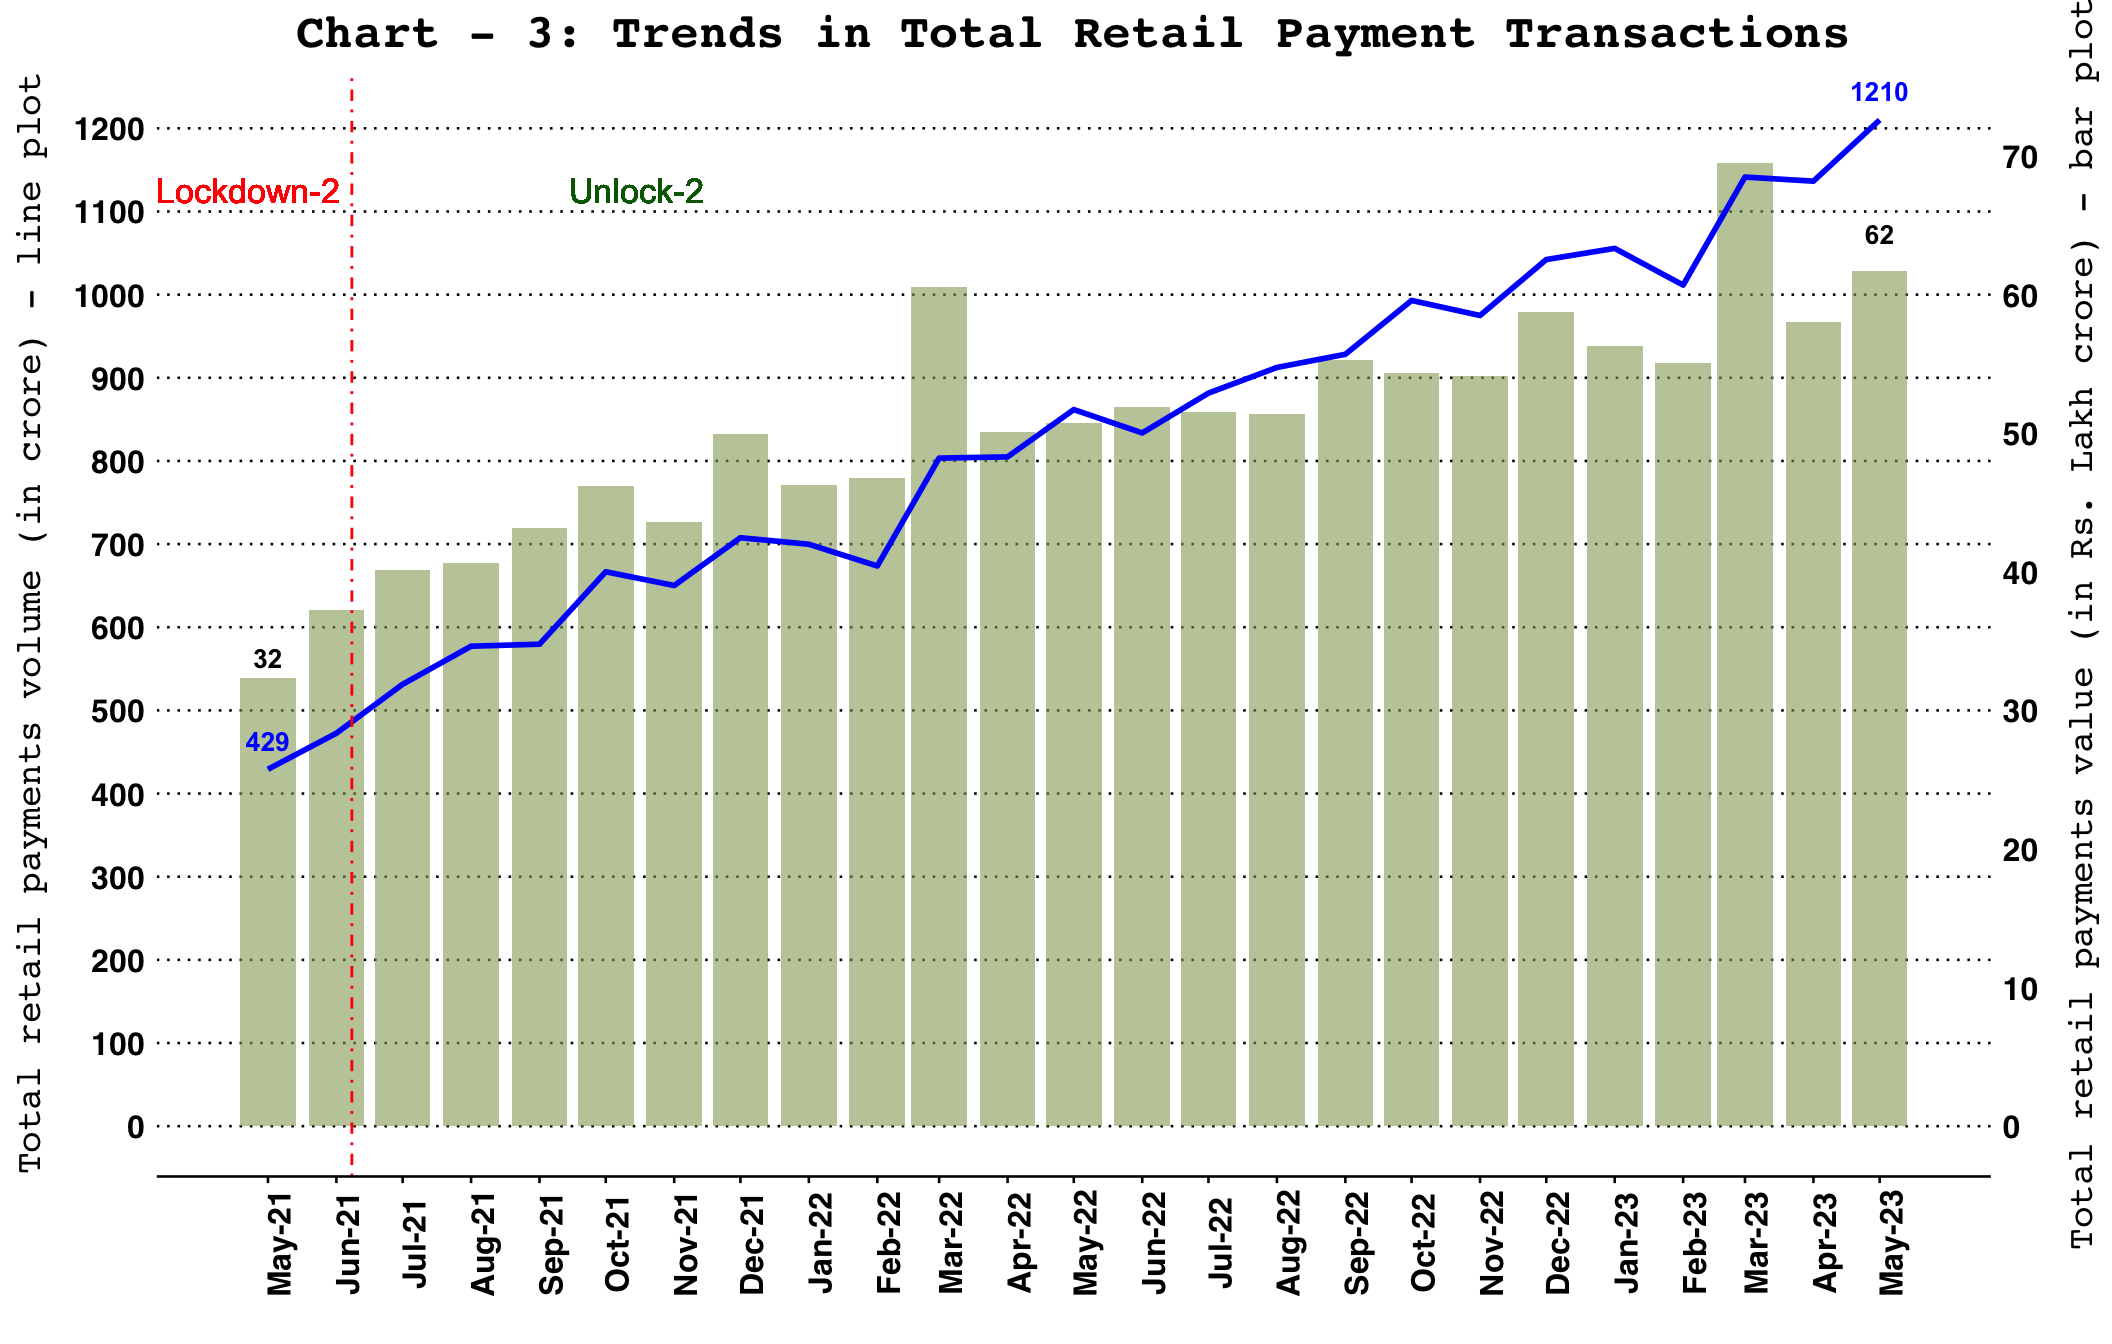 Chart - 3: Trends in Total Retail Payment Transactions
Total retail payments volume (in crore) - line plot
1200
1100
1000
900
800
700
600
500
400
300
200
100
0
Lockdown-2
Unlock-2
1210
62
32
429
70
60
50
40
30
20
10
0
Total retail payments value (in Rs. Lakh crore) - bar plot
May-21
Jun-21
Jul-21
Aug-21
Sep-21
Oct-21
Nov-21
Dec-21
Jan-22
Feb-22
Mar-22
Apr-22
May-22
Jun-22
Jul-22
Aug-22
Sep-22
Oct-22
Nov-22
Dec-22
Jan-23
Feb-23
Mar-23
Apr-23
May-23